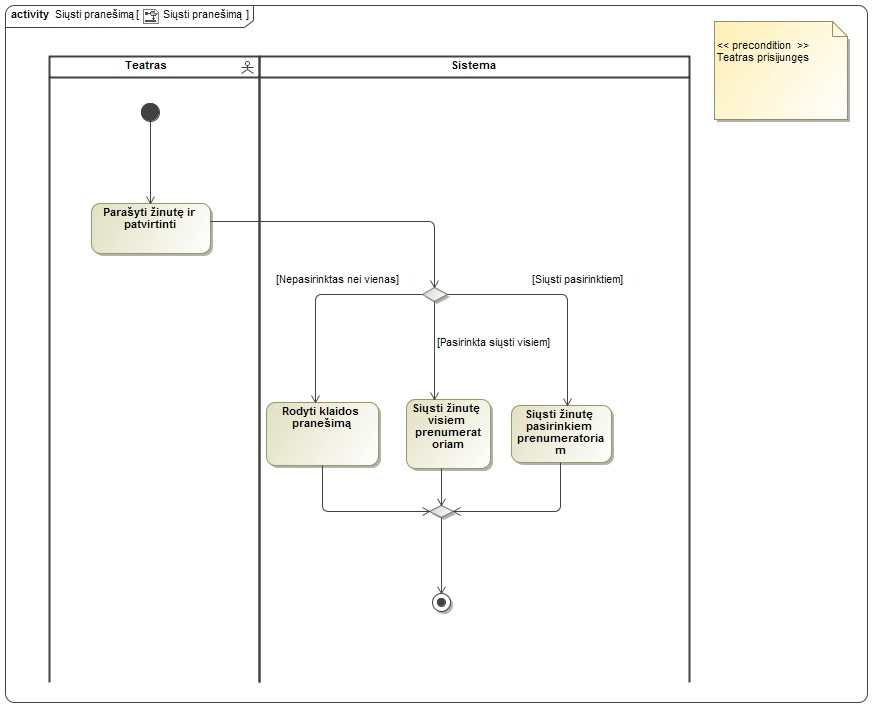 activity Siųsti pranešimą [ Siųsti pranešimą ]
<< precondition >>
Teatras prisijungęs
Teatras
Sistema
Parašyti žinutę ir
patvirtinti
[Nepasirinktas nei vienas]
[Siųsti pasirinktiem]
[Pasirinkta siųsti visiem]
Rodyti klaidos
pranešimą
Siųsti žinutę
visiem
prenumerat
oriam
Siųsti žinutę
pasirinkiem
prenumeratoria
m